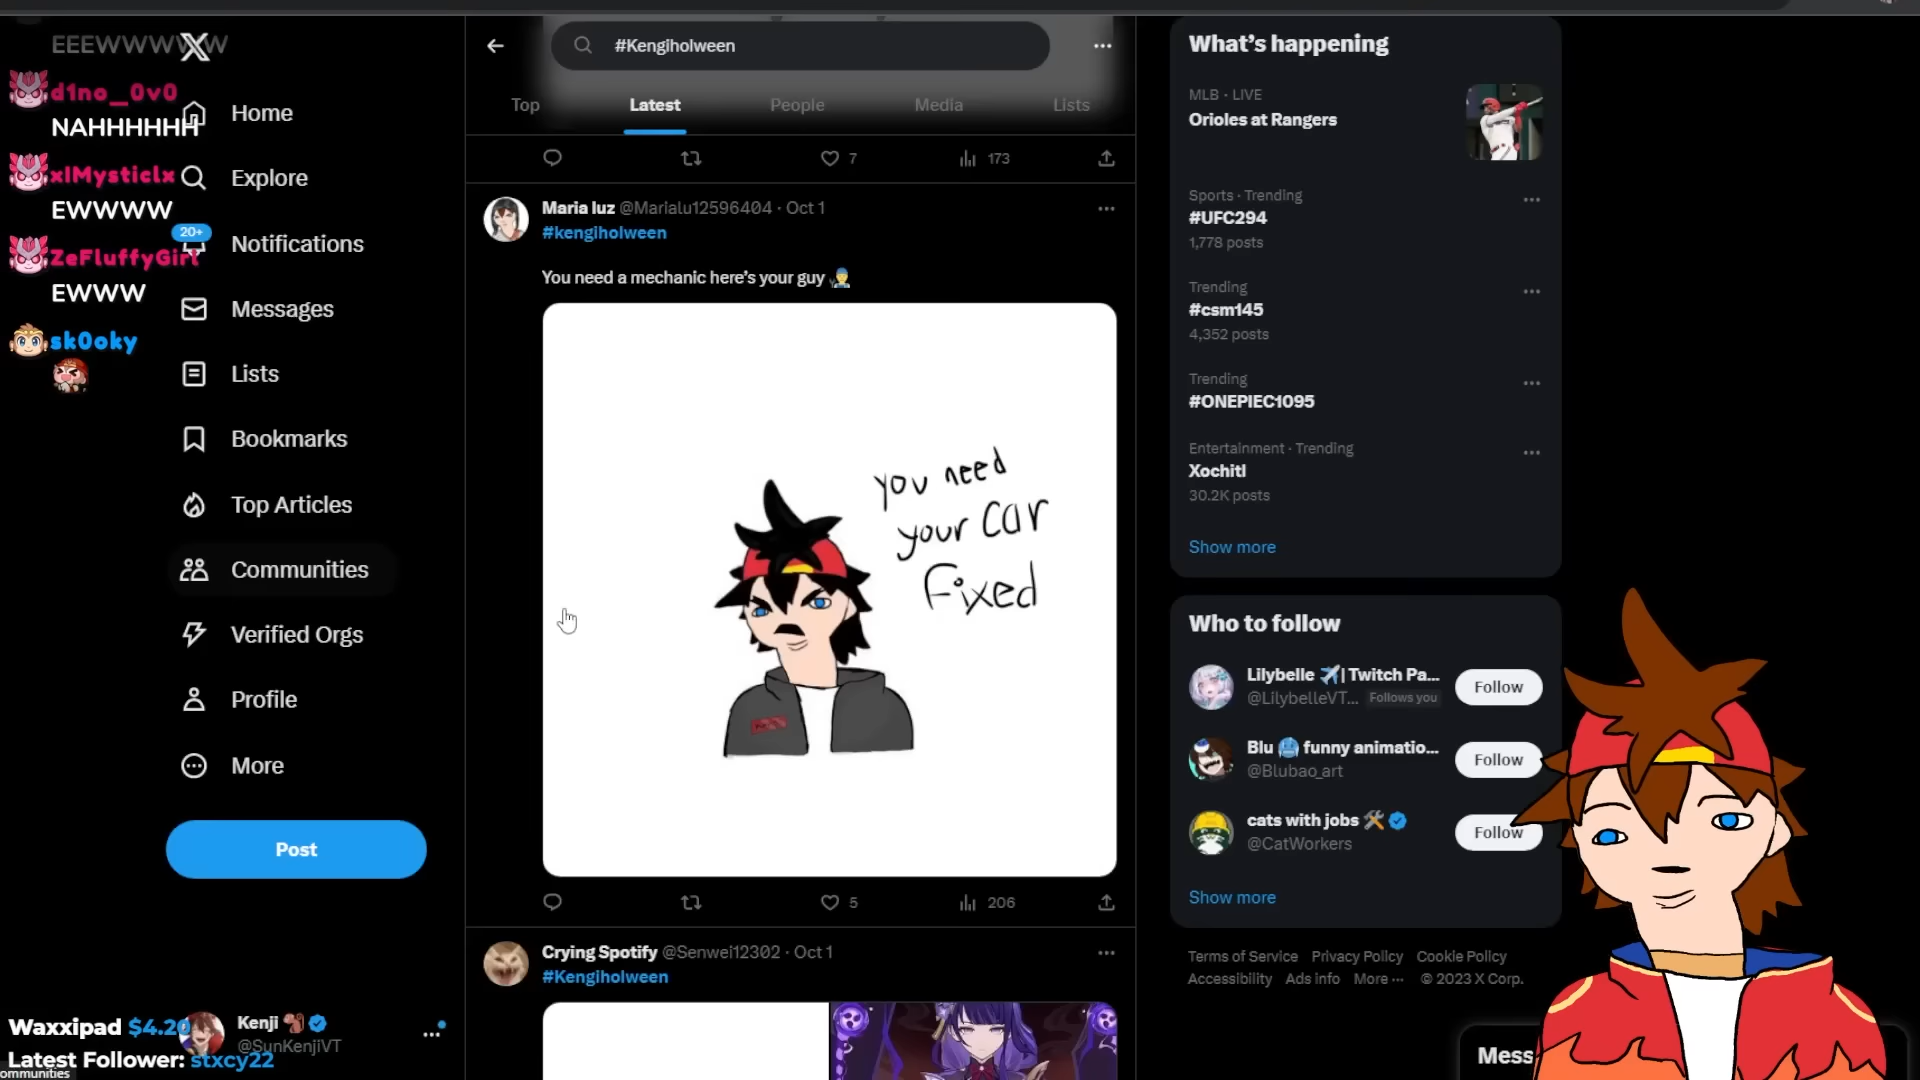 EEEWWWWW
d1no__0v0
NAHHHHHH
xIMysticlx
EWWWW
ZeFluffyGirl
EWWW
sk0oky
Home
Explore
20+
Notifications
Messages
Lists
Bookmarks
Top Articles
Communities
Verified Orgs
Profile
More
Post
Waxxipad $4.20
Kenji
@SunKenjiVT
Latest Follower: stxcy22
ommunities
#Kengiholween
Top
Latest
People
Media
Lists
7
173
Maria luz @Marialu12596404 · Oct 1
#kengiholween
You need a mechanic here’s your guy
you need
your car
Fixed
5
206
Crying Spotify @Senwei12302 · Oct 1
#Kengiholween
What’s happening
MLB · LIVE
Orioles at Rangers
Sports · Trending
#UFC294
1,778 posts
Trending
#csm145
4,352 posts
Trending
#ONEPIEC1095
Entertainment · Trending
Xochitl
30.2K posts
Show more
Who to follow
Lilybelle | Twitch Pa...
@LilybelleVT... Follows you
Follow
Blu funny animatio...
@Blubao_art
Follow
cats with jobs
@CatWorkers
Follow
Show more
Terms of Service Privacy Policy Cookie Policy
Accessibility Ads info More ··· © 2023 X Corp.
Mess